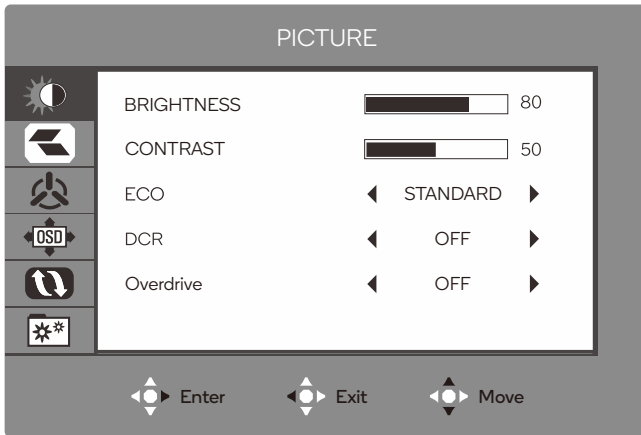 PICTURE
BRIGHTNESS 80
CONTRAST 50
ECO STANDARD
DCR OFF
OSD
Overdrive OFF
Enter Exit Move